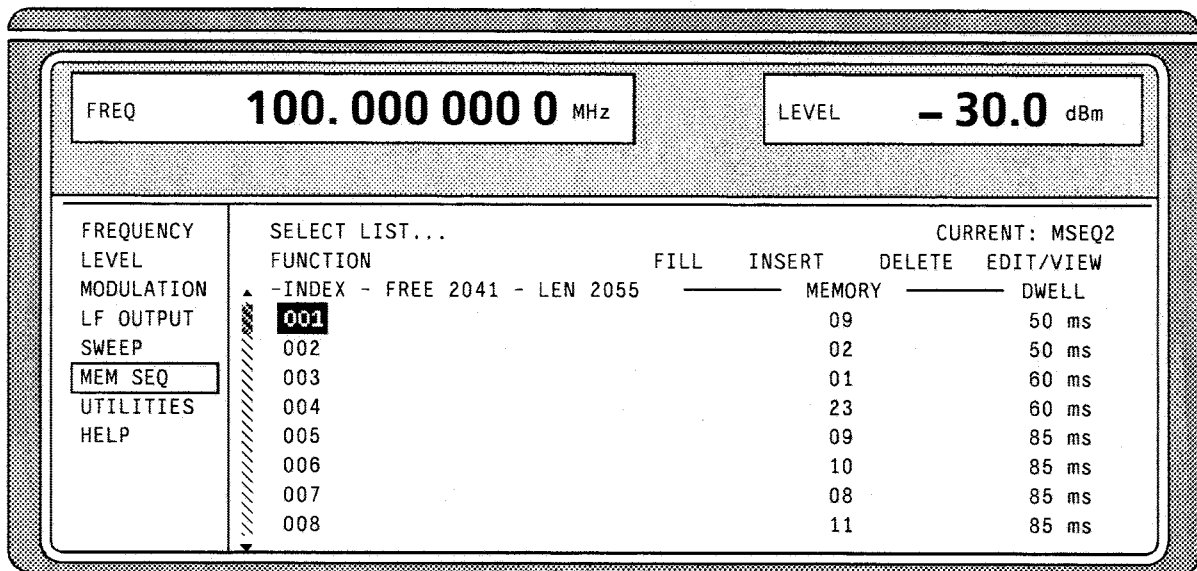 FREQ 100. 000 000 0 MHz LEVEL – 30.0 dBm
FREQUENCY
LEVEL
MODULATION
LF OUTPUT
SWEEP
MEM SEQ
UTILITIES
HELP
SELECT LIST... CURRENT: MSEQ2
FUNCTION FILL INSERT DELETE EDIT/VIEW
-INDEX - FREE 2041 - LEN 2055 MEMORY DWELL
001 09 50 ms
002 02 50 ms
003 01 60 ms
004 23 60 ms
005 09 85 ms
006 10 85 ms
007 08 85 ms
008 11 85 ms